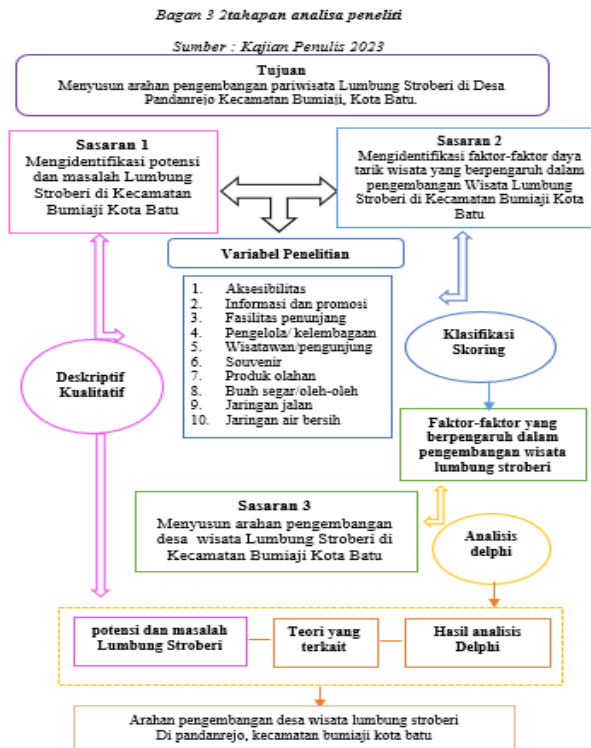 Bagan 3 2tahapan analisa peneliti
Sumber : Kajian Penulis 2023
Tujuan
Menyusun arahan pengembangan pariwisata Lumbung Stroberi di Desa
Pandanrejo Kecamatan Bumiaji, Kota Batu.
Sasaran 1
Mengidentifikasi potensi
dan masalah Lumbung
Stroberi di Kecamatan
Bumiaji Kota Batu
Sasaran 2
Mengidentifikasi faktor-faktor daya
tarik wisata yang berpengaruh dalam
pengembangan Wisata Lumbung
Stroberi di Kecamatan Bumiaji Kota
Batu
Variabel Penelitian
1. Aksesibilitas
2. Informasi dan promosi
3. Fasilitas penunjang
4. Pengelola/ kelembagaan
5. Wisatawan/pengunjung
6. Souvenir
7. Produk olahan
8. Buah segar/oleh-oleh
9. Jaringan jalan
10. Jaringan air bersih
Deskriptif
Kualitatif
Klasifikasi
Skoring
Faktor-faktor yang
berpengaruh dalam
pengembangan wisata
lumbung stroberi
Sasaran 3
Menyusun arahan pengembangan
desa wisata Lumbung Stroberi di
Kecamatan Bumiaji Kota Batu
Analisis
delphi
potensi dan masalah
Lumbung Stroberi
Teori yang
terkait
Hasil analisis
Delphi
Arahan pengembangan desa wisata lumbung stroberi
Di pandanrejo, kecamatan bumiaji kota batu